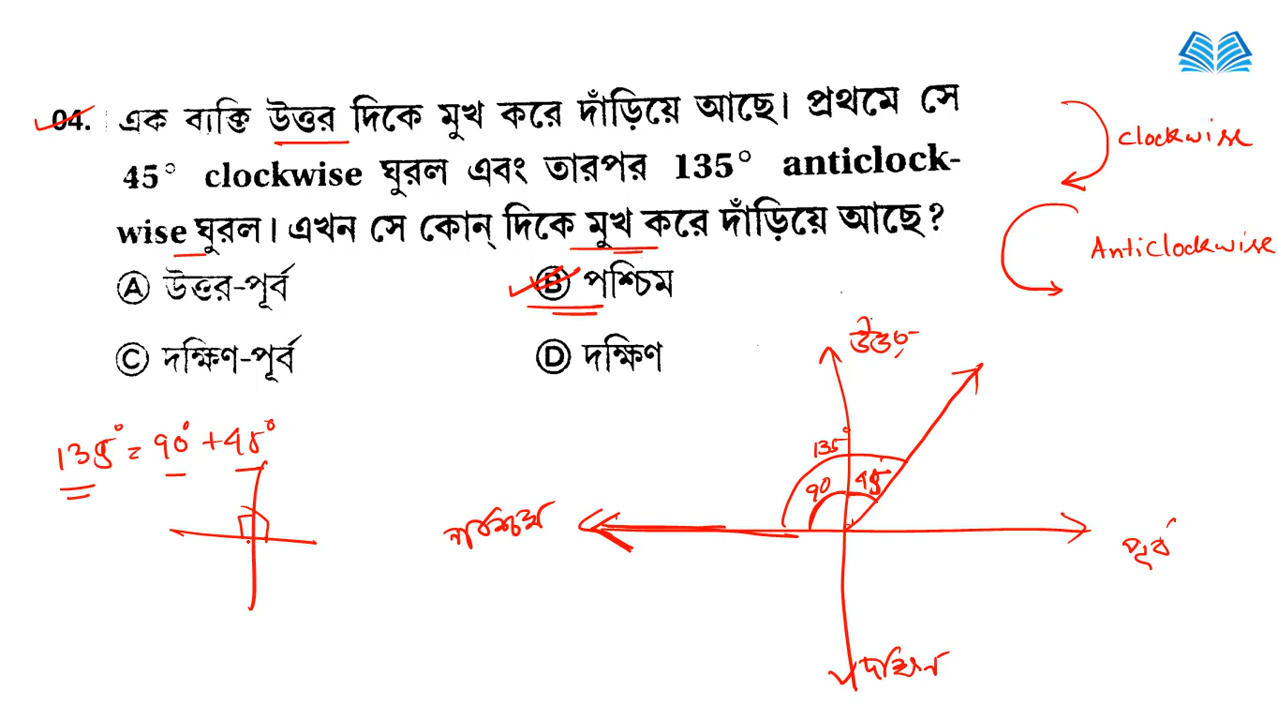 04. এক ব্যক্তি উত্তর দিকে মুখ করে দাঁড়িয়ে আছে। প্রথমে সে
45° clockwise ঘুরল এবং তারপর 135° anticlock-
wise ঘুরল। এখন সে কোন্ দিকে মুখ করে দাঁড়িয়ে আছে?
Ⓐ উত্তর-পূর্ব Ⓑ পশ্চিম
Ⓒ দক্ষিণ-পূর্ব Ⓓ দক্ষিণ
Clockwise
Anticlockwise
135° = 90° + 45°
উত্তর
135°
90 45°
পশ্চিম
পূর্ব
দক্ষিন